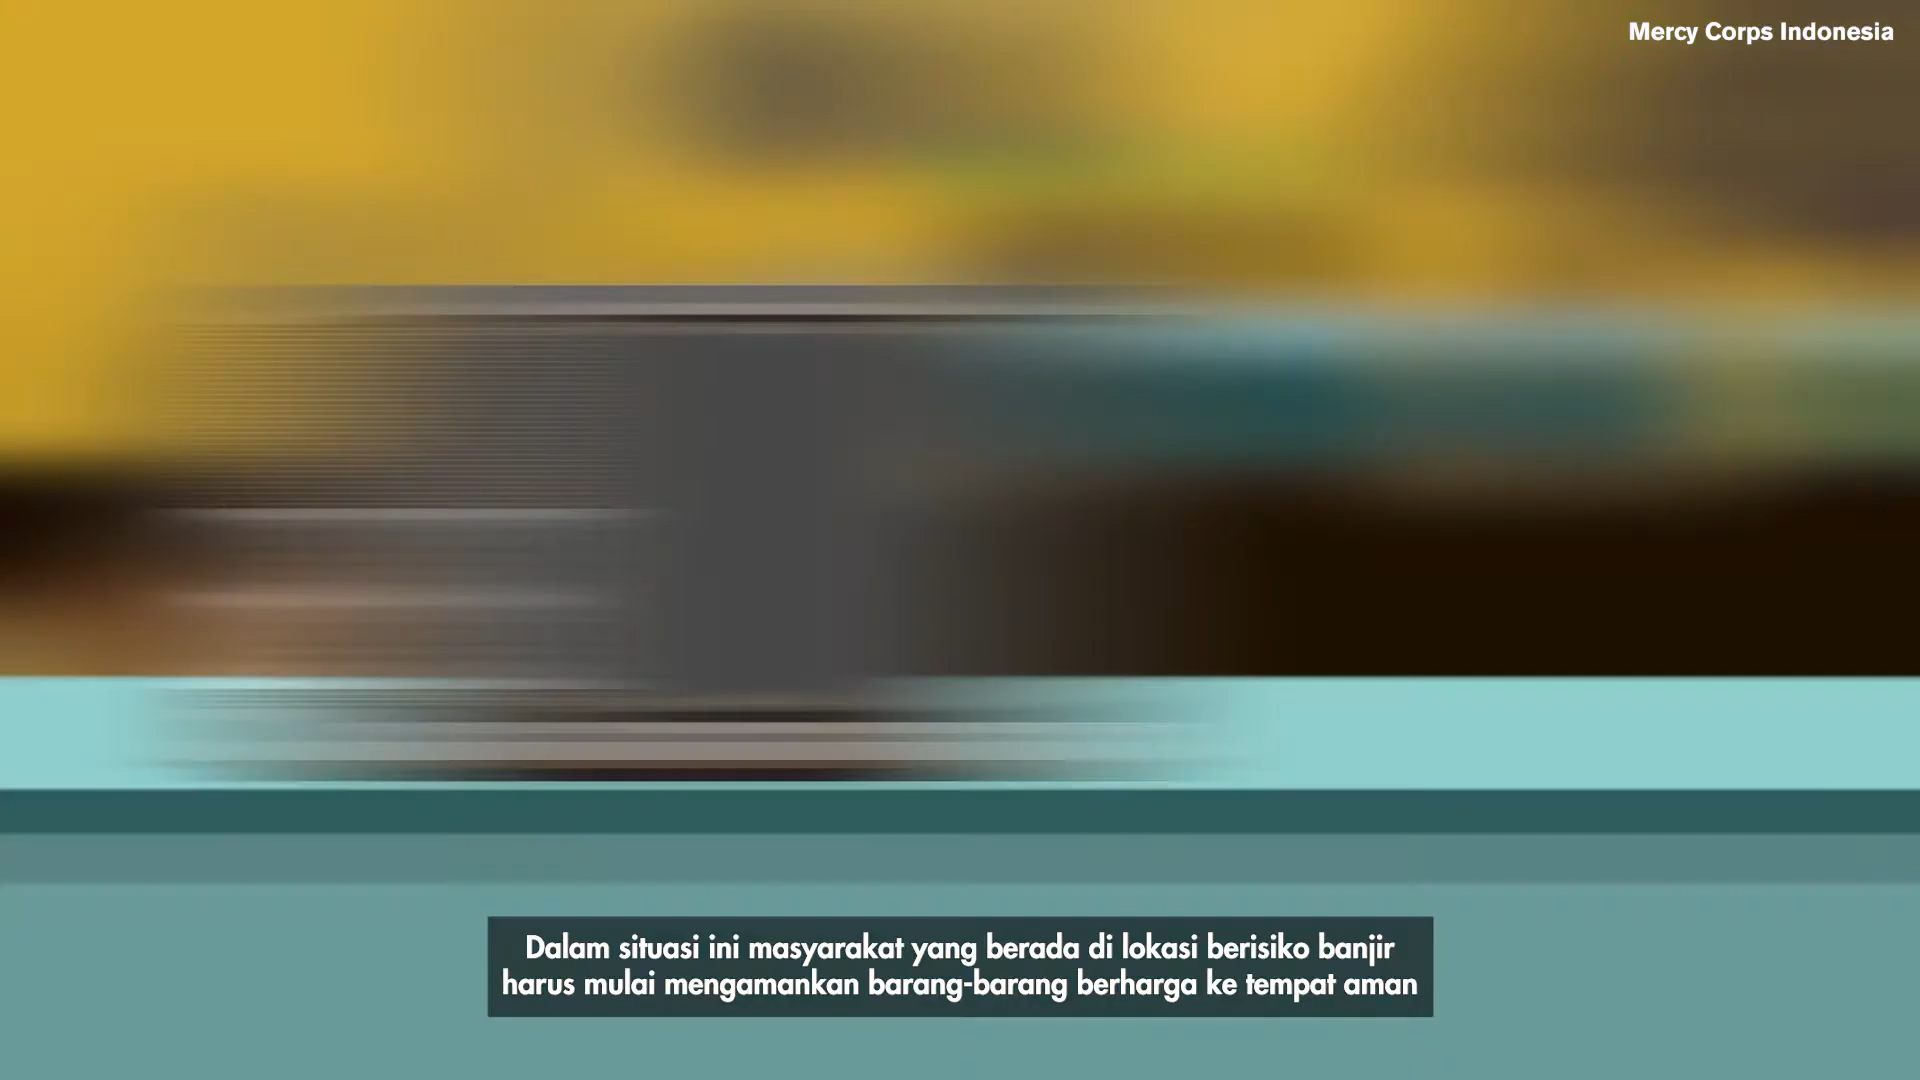 Mercy Corps Indonesia
Dalam situasi ini masyarakat yang berada di lokasi berisiko banjir
harus mulai mengamankan barang-barang berharga ke tempat aman